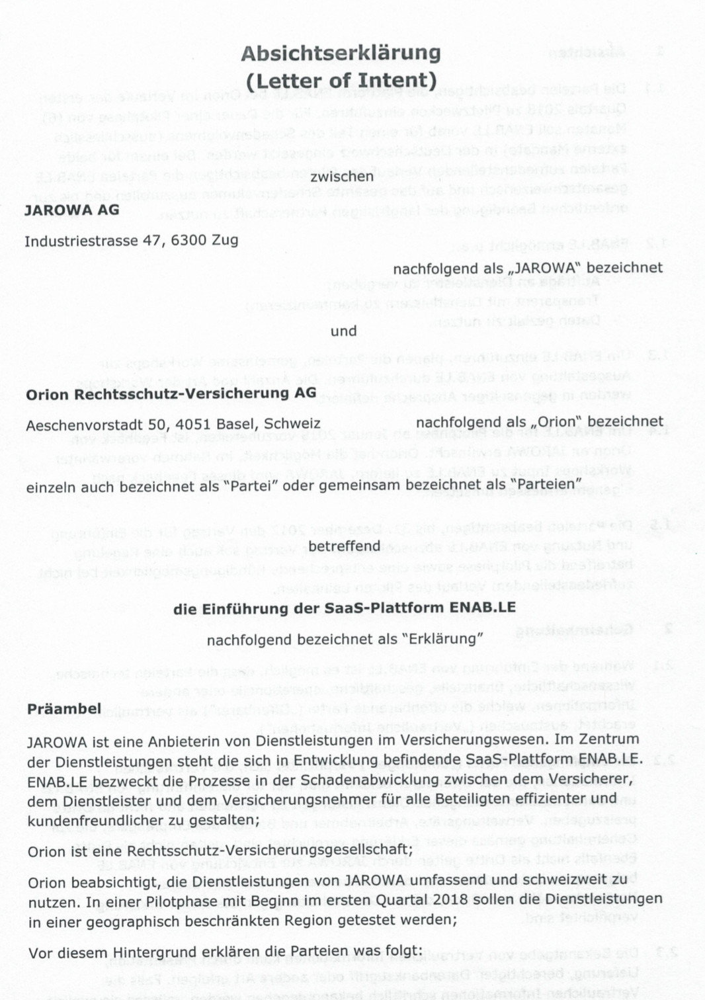 Absichtserklärung
(Letter of Intent)
zwischen
JAROWA AG
Industriestrasse 47, 6300 Zug
nachfolgend als „JAROWA“ bezeichnet
und
Orion Rechtsschutz-Versicherung AG
Aeschenvorstadt 50, 4051 Basel, Schweiz nachfolgend als „Orion“ bezeichnet
einzeln auch bezeichnet als “Partei” oder gemeinsam bezeichnet als “Parteien”
betreffend
die Einführung der SaaS-Plattform ENAB.LE
nachfolgend bezeichnet als “Erklärung”
Präambel
JAROWA ist eine Anbieterin von Dienstleistungen im Versicherungswesen. Im Zentrum
der Dienstleistungen steht die sich in Entwicklung befindende SaaS-Plattform ENAB.LE.
ENAB.LE bezweckt die Prozesse in der Schadenabwicklung zwischen dem Versicherer,
dem Dienstleister und dem Versicherungsnehmer für alle Beteiligten effizienter und
kundenfreundlicher zu gestalten;
Orion ist eine Rechtsschutz-Versicherungsgesellschaft;
Orion beabsichtigt, die Dienstleistungen von JAROWA umfassend und schweizweit zu
nutzen. In einer Pilotphase mit Beginn im ersten Quartal 2018 sollen die Dienstleistungen
in einer geographisch beschränkten Region getestet werden;
Vor diesem Hintergrund erklären die Parteien was folgt: